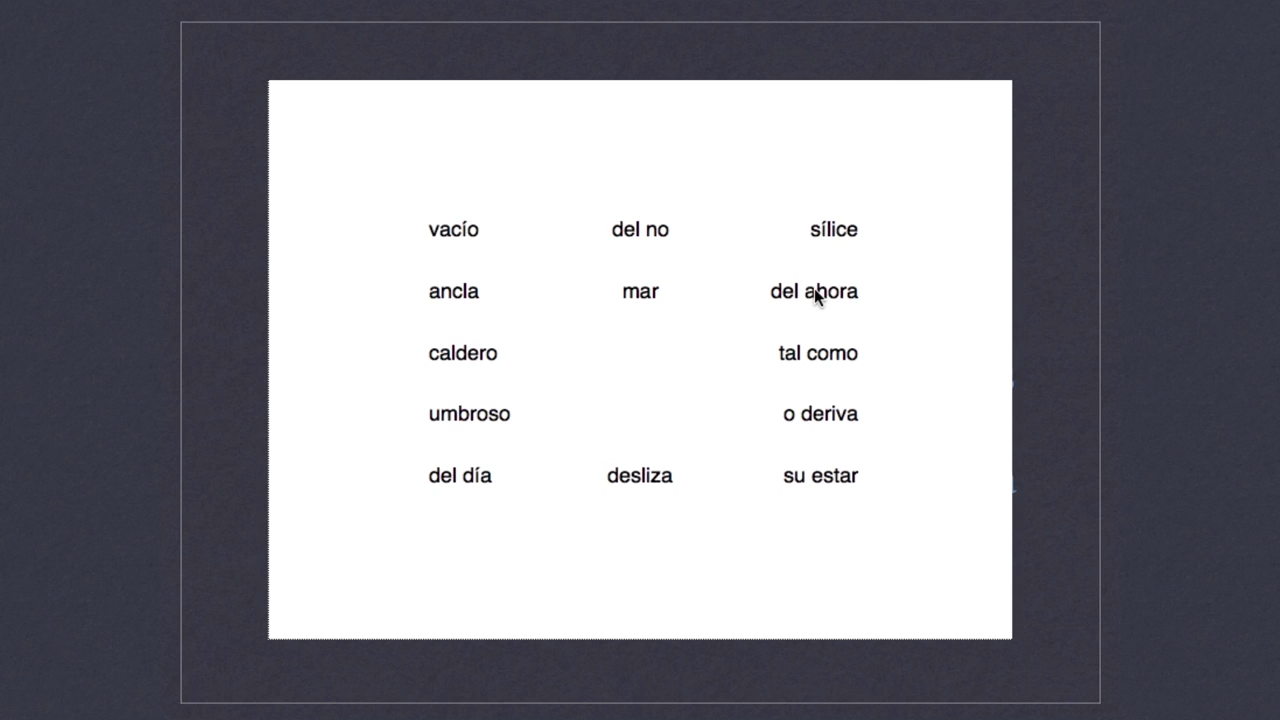 vacío del no sílice
ancla mar del ahora
caldero tal como
umbroso o deriva
del día desliza su estar